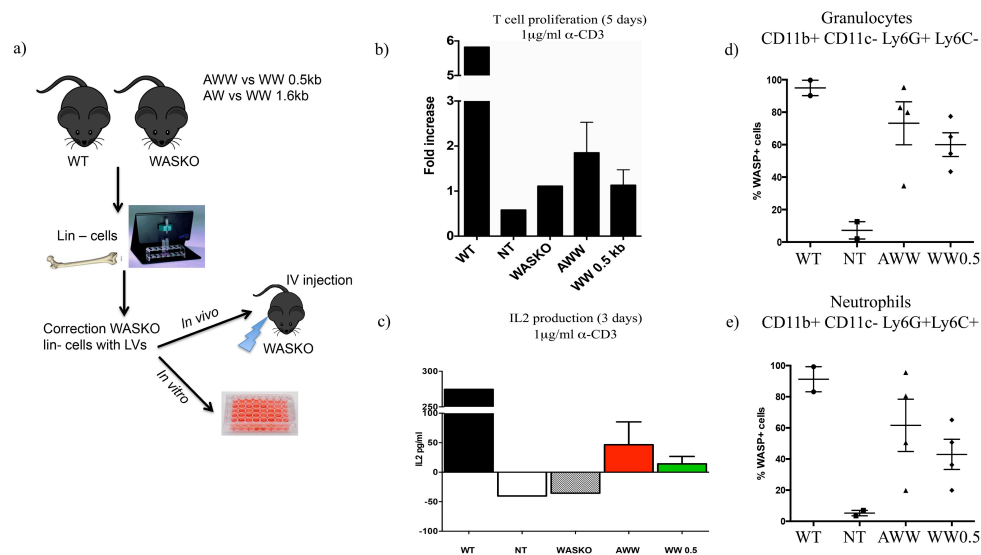 a)
AWW vs WW 0.5kb
AW vs WW 1.6kb
WT
WASKO
Lin – cells
Correction WASKO
lin- cells with LVs
In vivo
IV injection
WASKO
In vitro
b)
T cell proliferation (5 days)
1µg/ml α-CD3
Fold increase
6
5
3
2
1
0
WT
NT
WASKO
AWW
WW 0.5 kb
c)
IL2 production (3 days)
1µg/ml α-CD3
IL2 pg/ml
300
250
100
50
0
-50
-100
WT
NT
WASKO
AWW
WW 0.5
Granulocytes
d)
CD11b+ CD11c- Ly6G+ Ly6C-
% WASP+ cells
100
80
60
40
20
0
WT
NT
AWW
WW0.5
Neutrophils
e)
CD11b+ CD11c- Ly6G+Ly6C+
% WASP+ cells
100
80
60
40
20
0
WT
NT
AWW
WW0.5